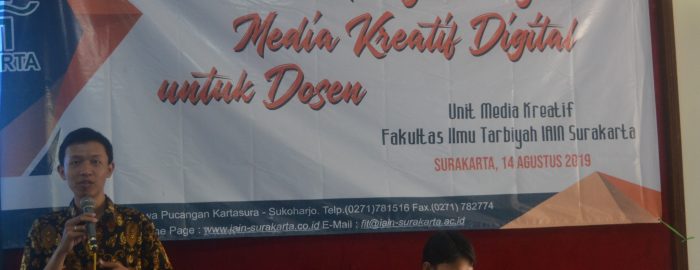 Media Kreatif Digital
untuk Dosen
Unit Media Kreatif
Fakultas Ilmu Tarbiyah IAIN Surakarta
SURAKARTA, 14 AGUSTUS 2019
Pucangan Kartasura - Sukoharjo. Telp.(0271)781516 Fax.(0271) 782774
Page : www.iain-surakarta.co.id E-Mail : fit@iain-surakarta.ac.id